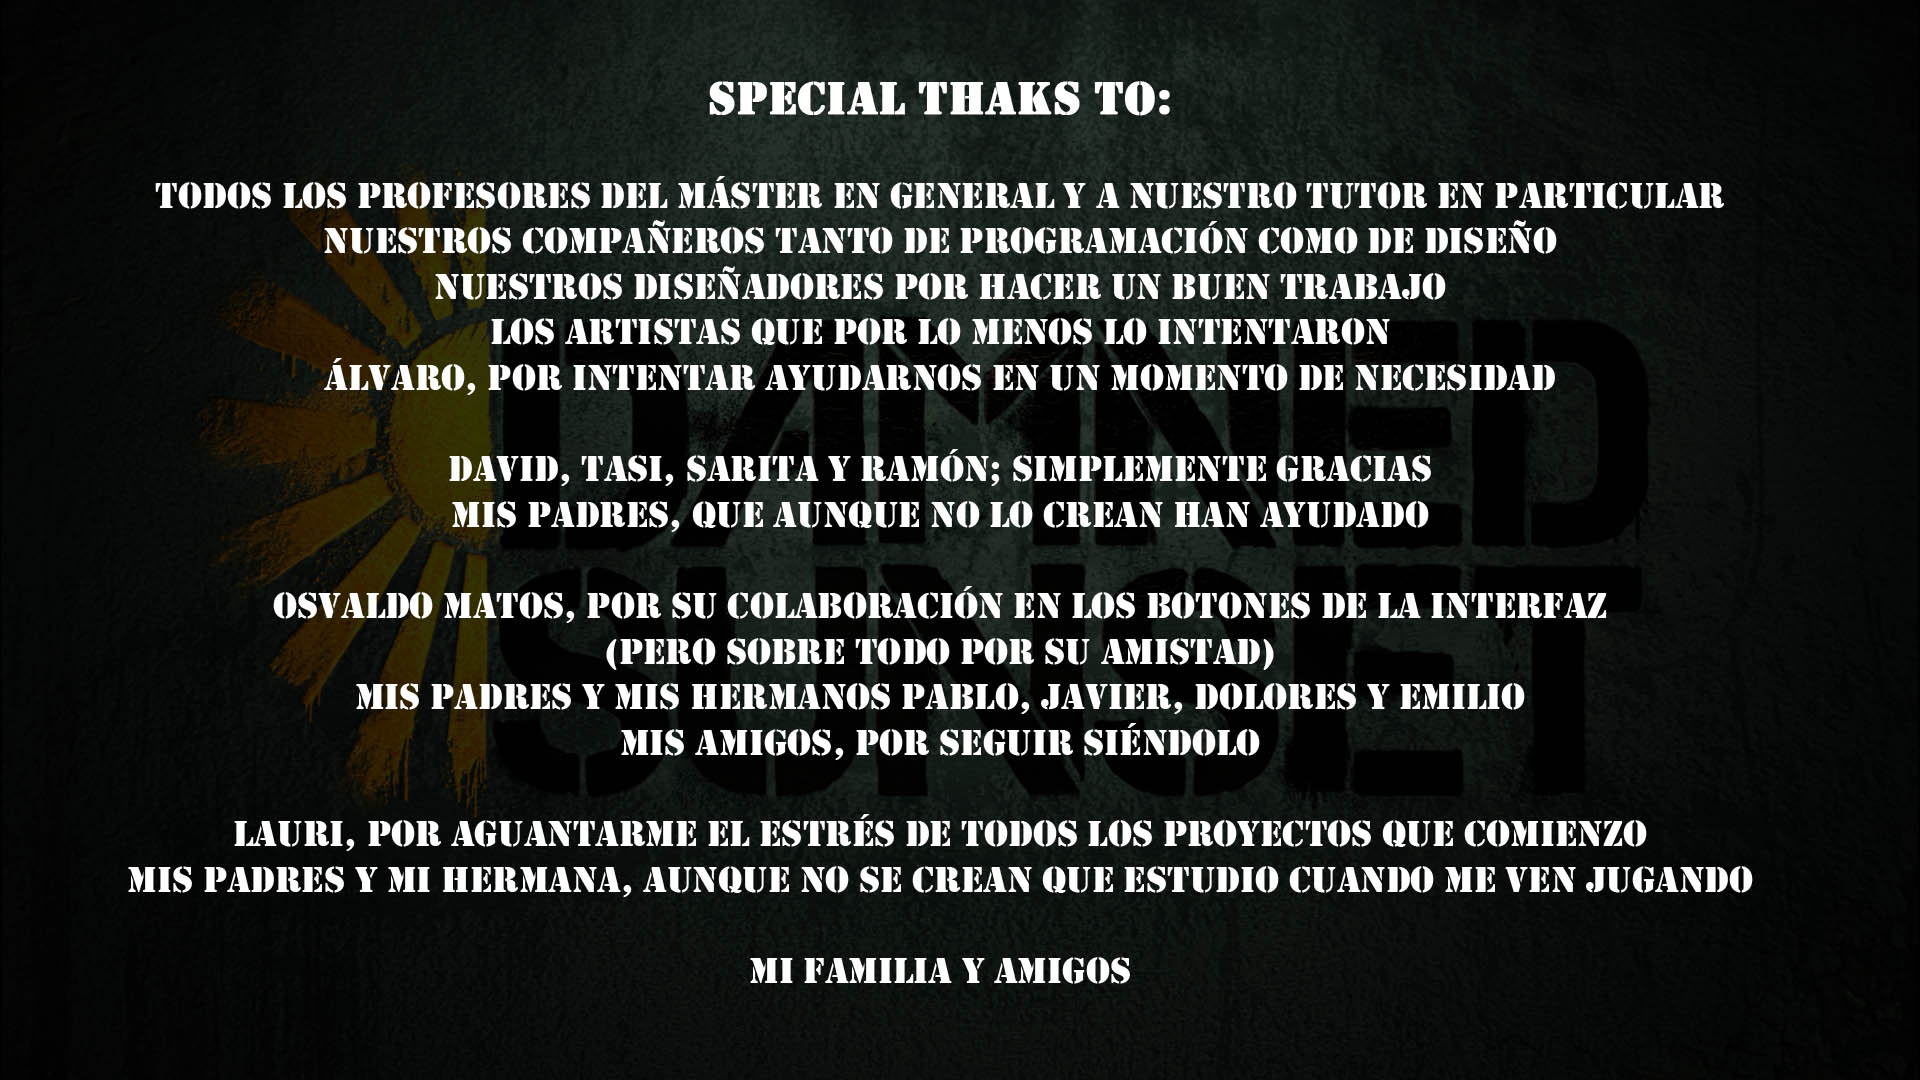 SPECIAL THAKS TO:
TODOS LOS PROFESORES DEL MÁSTER EN GENERAL Y A NUESTRO TUTOR EN PARTICULAR
NUESTROS COMPAÑEROS TANTO DE PROGRAMACIÓN COMO DE DISEÑO
NUESTROS DISEÑADORES POR HACER UN BUEN TRABAJO
LOS ARTISTAS QUE POR LO MENOS LO INTENTARON
ÁLVARO, POR INTENTAR AYUDARNOS EN UN MOMENTO DE NECESIDAD
DAVID, TASI, SARITA Y RAMÓN; SIMPLEMENTE GRACIAS
MIS PADRES, QUE AUNQUE NO LO CREAN HAN AYUDADO
OSVALDO MATOS, POR SU COLABORACIÓN EN LOS BOTONES DE LA INTERFAZ
(PERO SOBRE TODO POR SU AMISTAD)
MIS PADRES Y MIS HERMANOS PABLO, JAVIER, DOLORES Y EMILIO
MIS AMIGOS, POR SEGUIR SIÉNDOLO
LAURI, POR AGUANTARME EL ESTRÉS DE TODOS LOS PROYECTOS QUE COMIENZO
MIS PADRES Y MI HERMANA, AUNQUE NO SE CREAN QUE ESTUDIO CUANDO ME VEN JUGANDO
MI FAMILIA Y AMIGOS
DAMNED
SUNSET